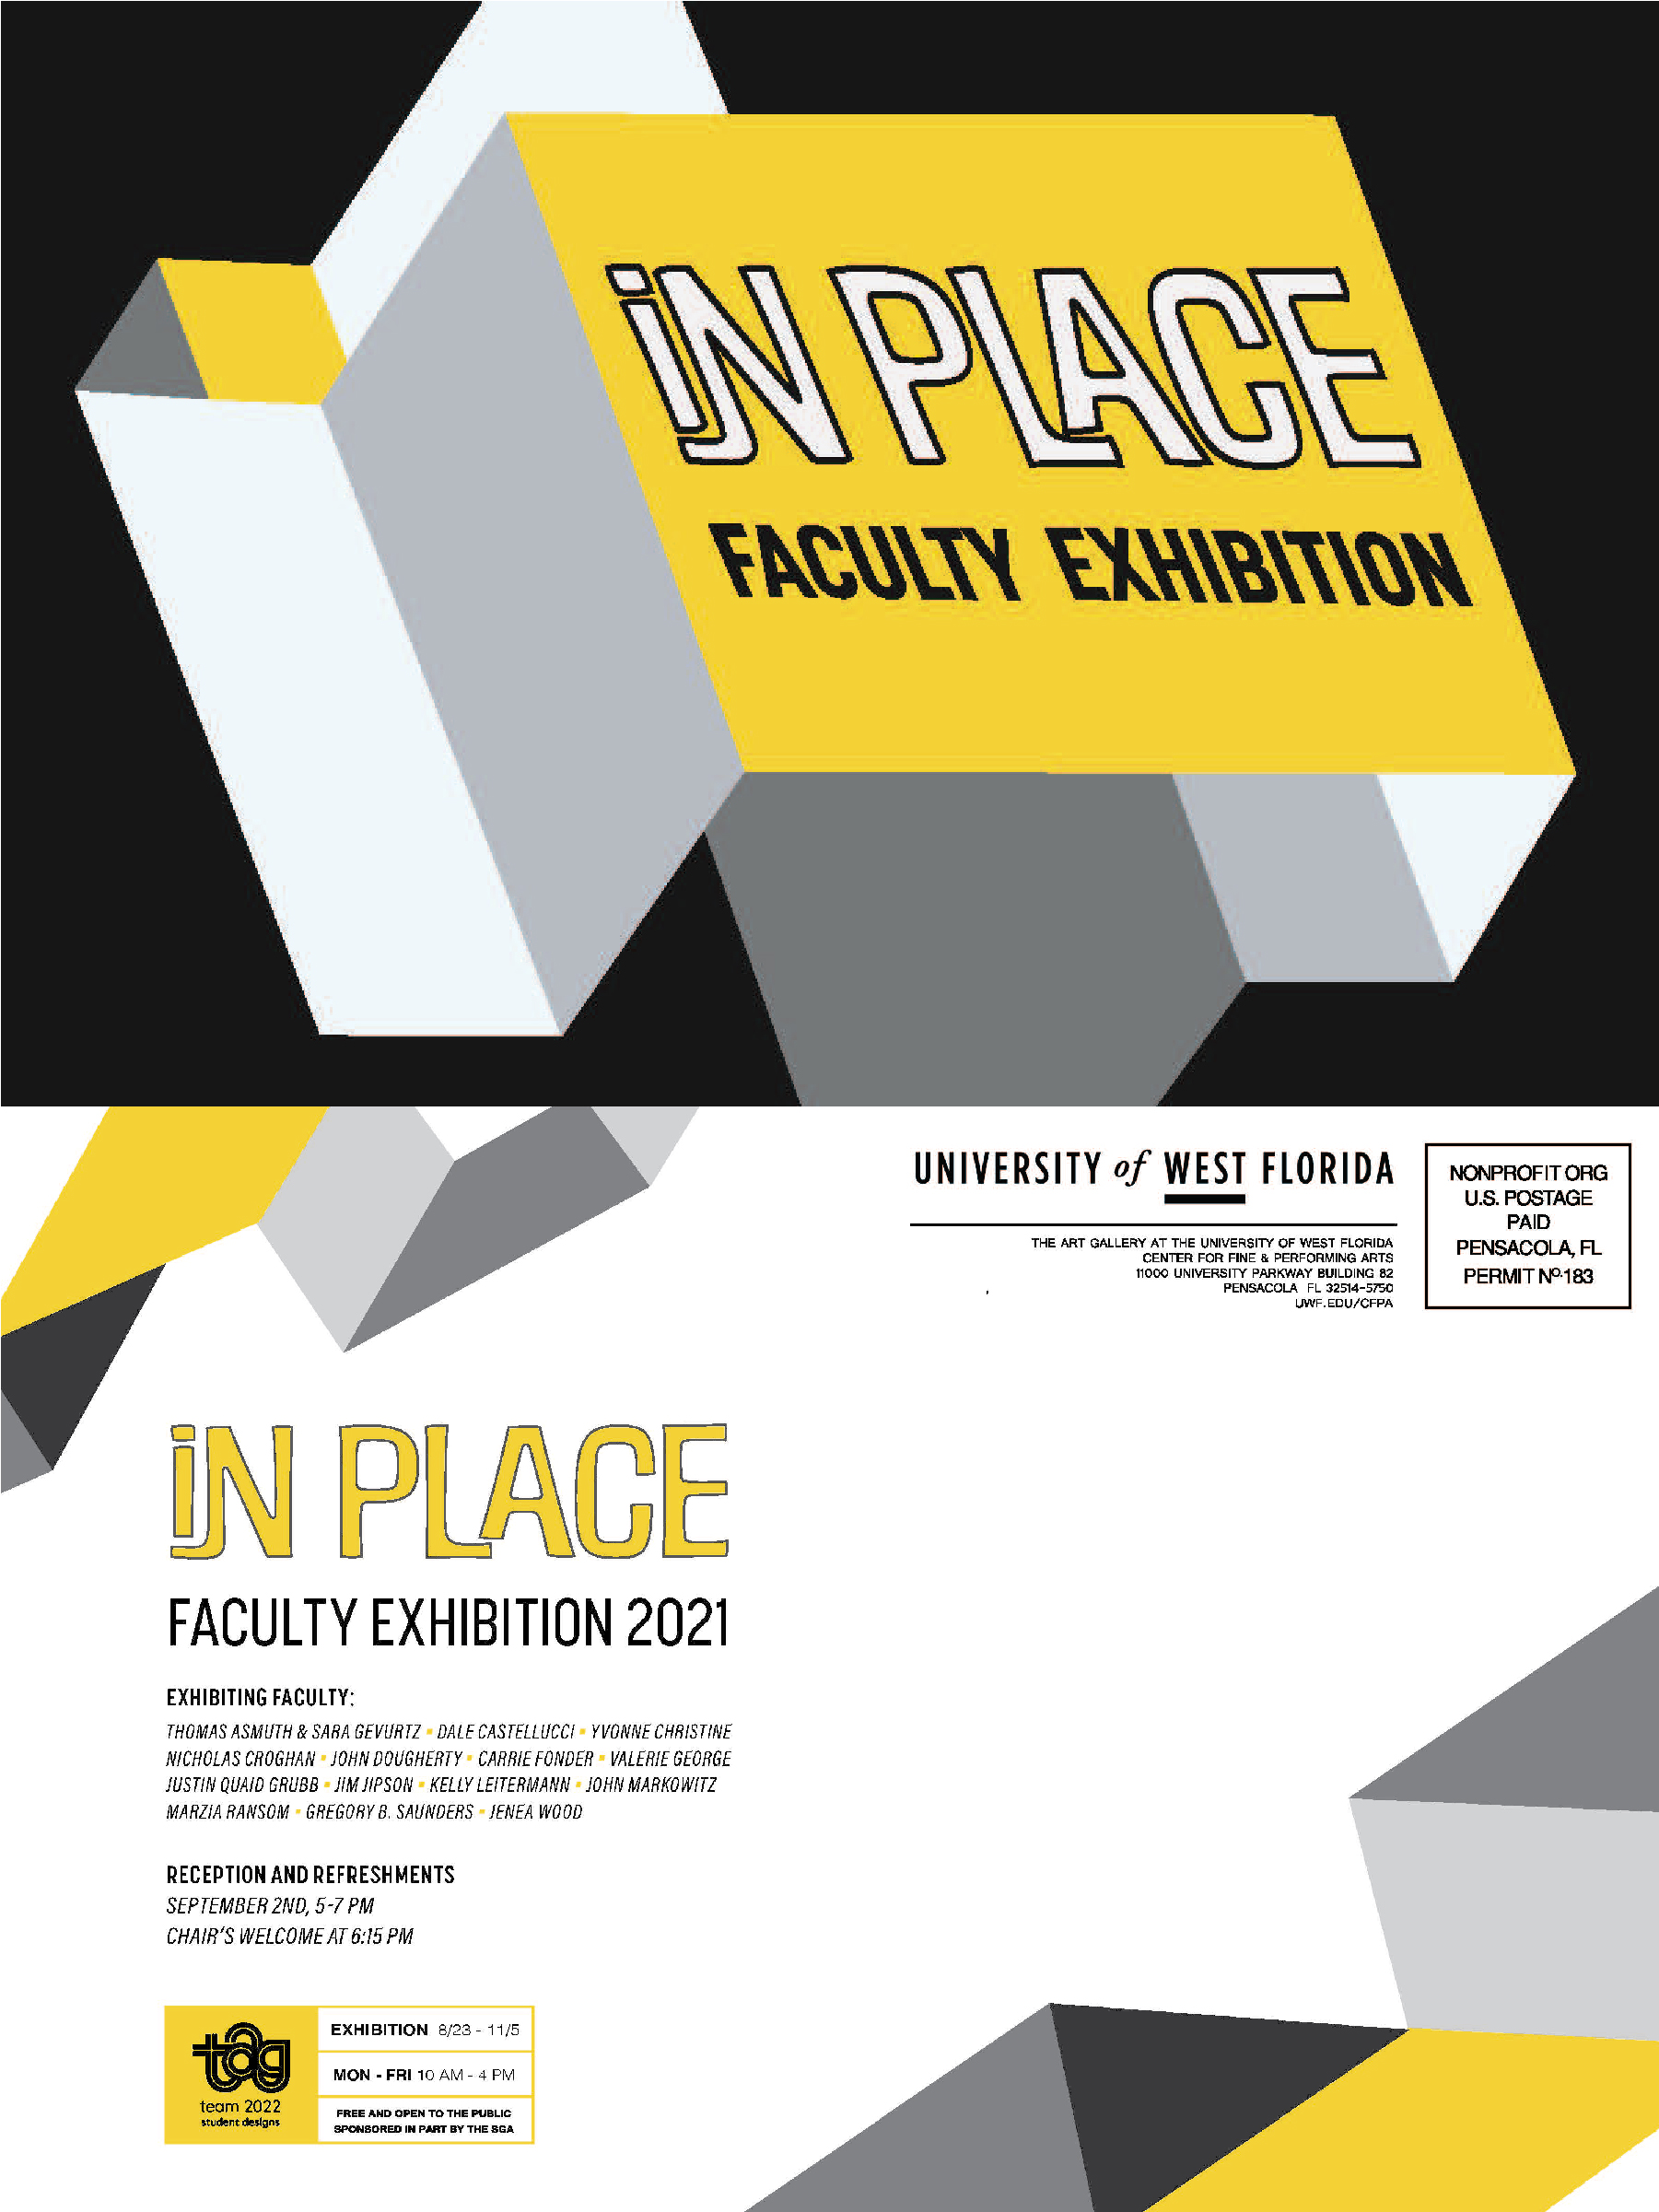 iN PLACE
FACULTY EXHIBITION
UNIVERSITY of WEST FLORIDA
THE ART GALLERY AT THE UNIVERSITY OF WEST FLORIDA
CENTER FOR FINE & PERFORMING ARTS
11000 UNIVERSITY PARKWAY BUILDING 82
PENSACOLA FL 32514-5750
UWF.EDU/CFPA
NONPROFIT ORG
U.S. POSTAGE
PAID
PENSACOLA, FL
PERMIT Nº.183
iN PLACE
FACULTY EXHIBITION 2021
EXHIBITING FACULTY:
THOMAS ASMUTH & SARA GEVURTZ ▪ DALE CASTELLUCCI ▪ YVONNE CHRISTINE
NICHOLAS CROGHAN ▪ JOHN DOUGHERTY ▪ CARRIE FONDER ▪ VALERIE GEORGE
JUSTIN QUAID GRUBB ▪ JIM JIPSON ▪ KELLY LEITERMANN ▪ JOHN MARKOWITZ
MARZIA RANSOM ▪ GREGORY B. SAUNDERS ▪ JENEA WOOD
RECEPTION AND REFRESHMENTS
SEPTEMBER 2ND, 5-7 PM
CHAIR'S WELCOME AT 6:15 PM
tag
team 2022
student designs
EXHIBITION 8/23 - 11/5
MON - FRI 10 AM - 4 PM
FREE AND OPEN TO THE PUBLIC
SPONSORED IN PART BY THE SGA